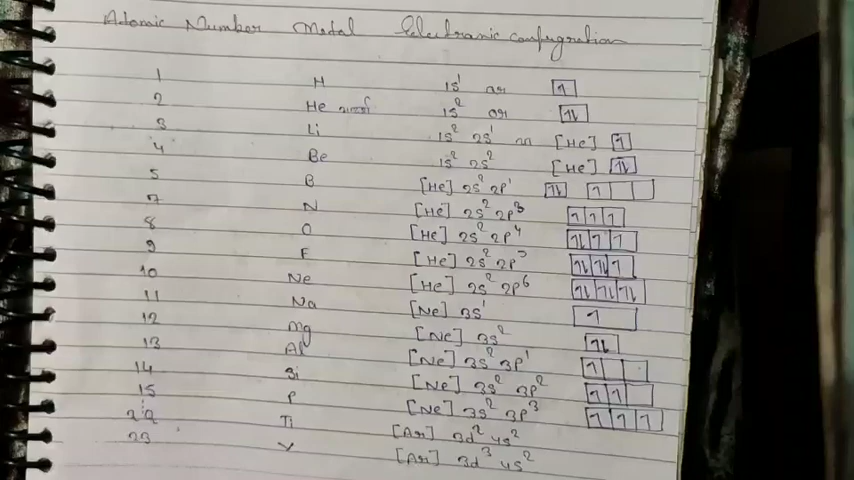 Atomic Number Metal Electronic configration
1 H 1s¹ or ↿
2 He 1s² or ↿⇂
3 Li 1s² 2s¹ or [He] ↿
4 Be 1s² 2s² [He] ↿⇂
5 B [He] 2s² 2p¹ ↿⇂ ↿
7 N [He] 2s² 2p³ ↿ ↿ ↿
8 O [He] 2s² 2p⁴ ↿⇂ ↿ ↿
9 F [He] 2s² 2p⁵ ↿⇂ ↿⇂ ↿
10 Ne [He] 2s² 2p⁶ ↿⇂ ↿⇂ ↿⇂
11 Na [Ne] 3s¹ ↿
12 Mg [Ne] 3s² ↿⇂
13 Al [Ne] 3s² 3p¹ ↿
14 Si [Ne] 3s² 3p² ↿ ↿
15 P [Ne] 3s² 3p³ ↿ ↿ ↿
22 Ti [Ar] 3d² 4s²
23 V [Ar] 3d³ 4s²